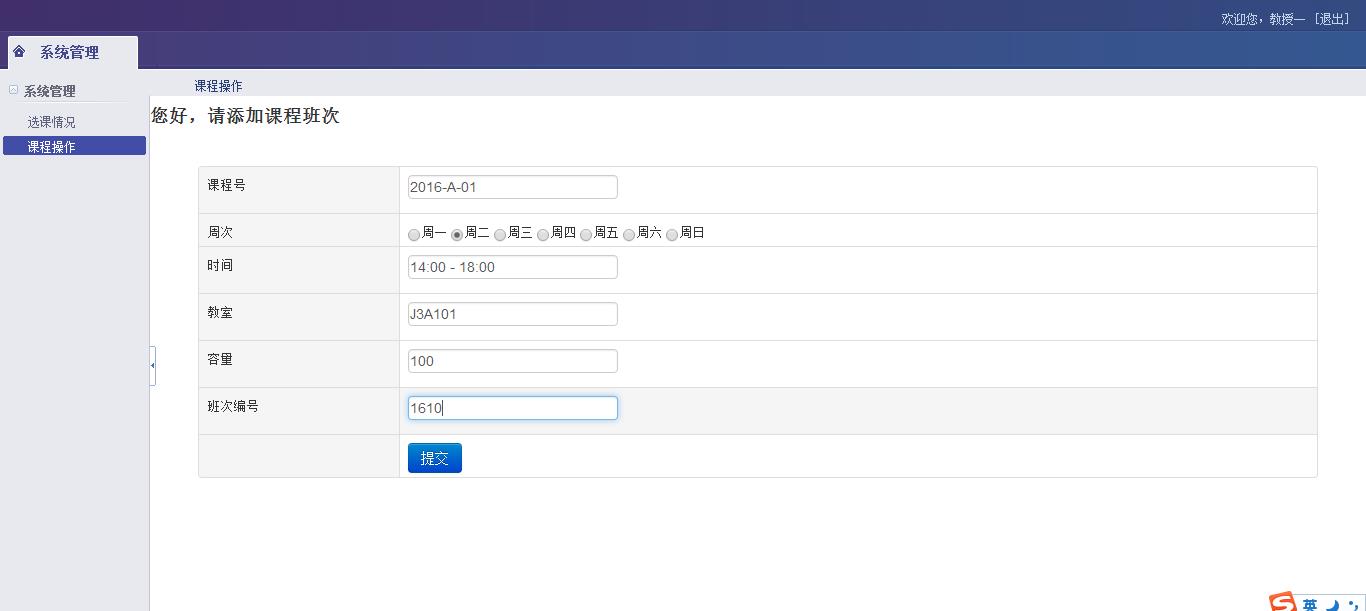 欢迎您，教授一 [退出]
系统管理
系统管理
课程操作
选课情况
课程操作
您好，请添加课程班次
课程号 2016-A-01
周次 周一 周二 周三 周四 周五 周六 周日
时间 14:00 - 18:00
教室 J3A101
容量 100
班次编号 1610
提交
S 英